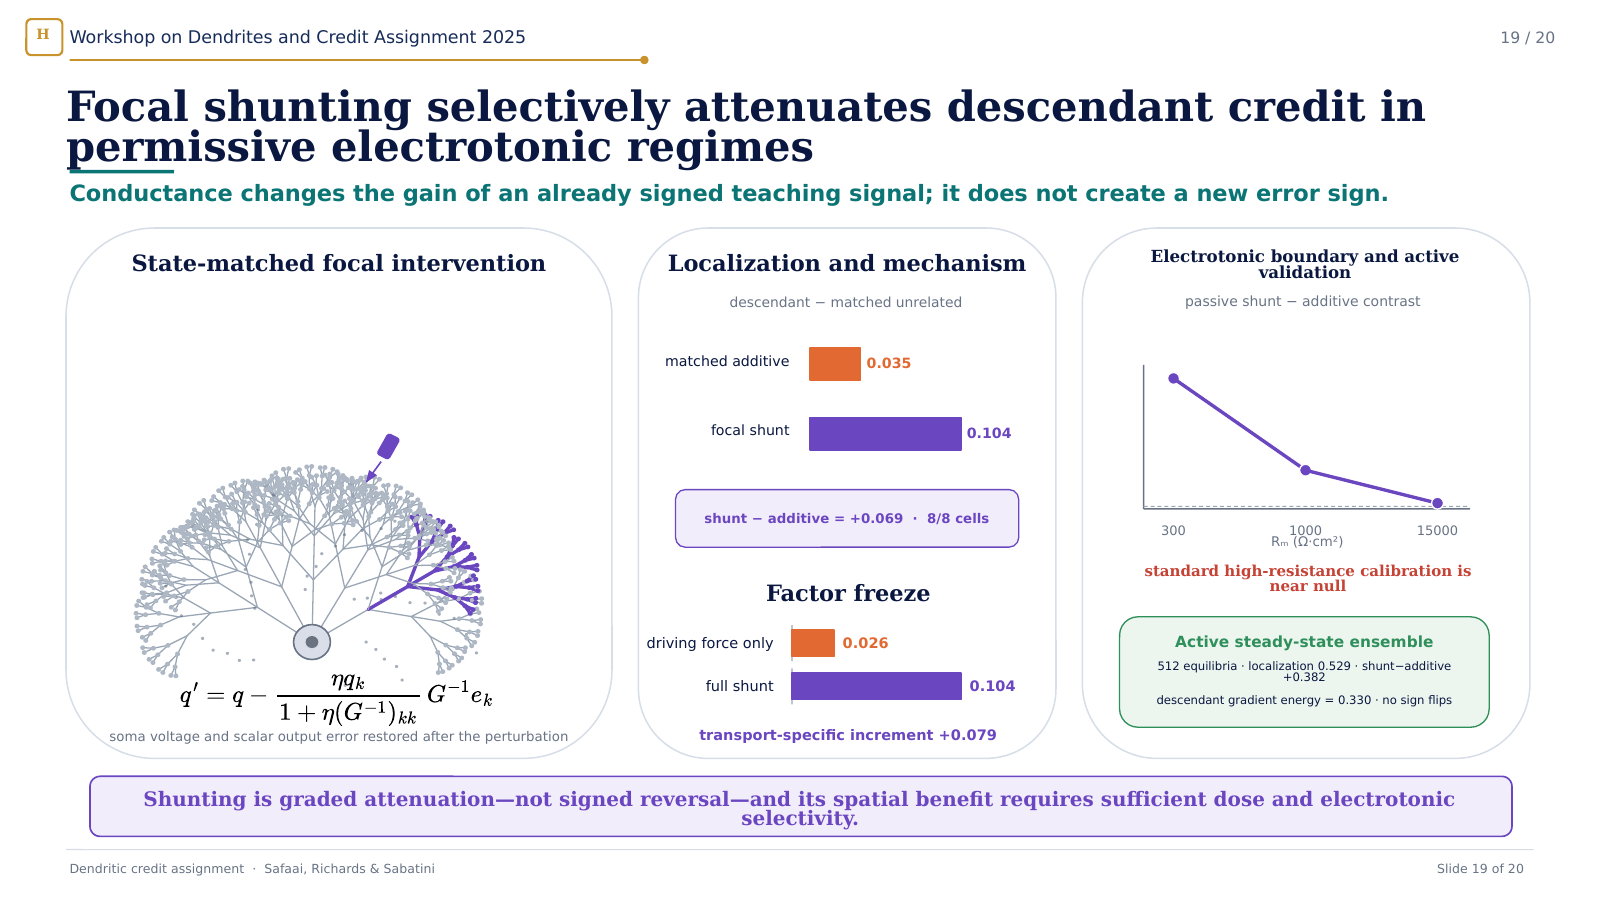 H
Workshop on Dendrites and Credit Assignment 2025
19 / 20
Focal shunting selectively attenuates descendant credit in
permissive electrotonic regimes
Conductance changes the gain of an already signed teaching signal; it does not create a new error sign.
State-matched focal intervention
q′ = q − ηq_k / (1 + η(G⁻¹)_kk) G⁻¹e_k
soma voltage and scalar output error restored after the perturbation
Localization and mechanism
descendant − matched unrelated
matched additive
0.035
focal shunt
0.104
shunt − additive = +0.069 · 8/8 cells
Factor freeze
driving force only
0.026
full shunt
0.104
transport-specific increment +0.079
Electrotonic boundary and active
validation
passive shunt − additive contrast
300
1000
15000
Rₘ (Ω·cm²)
standard high-resistance calibration is
near null
Active steady-state ensemble
512 equilibria · localization 0.529 · shunt−additive
+0.382
descendant gradient energy = 0.330 · no sign flips
Shunting is graded attenuation—not signed reversal—and its spatial benefit requires sufficient dose and electrotonic
selectivity.
Dendritic credit assignment · Safaai, Richards & Sabatini
Slide 19 of 20